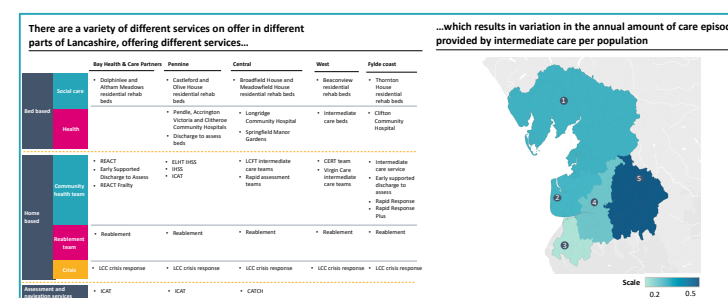 There are a variety of different services on offer in different
parts of Lancashire, offering different services...
...which results in variation in the annual amount of care episod
provided by intermediate care per population
Bay Health & Care Partners Pennine Central West Fylde coast
Bed based
Social care
• Dolphinlee and
Altham Meadows
residential rehab
beds
• Castleford and
Olive House
residential rehab
beds
• Broadfield House and
Meadowfield House
residential rehab beds
• Beaconview
residential
rehab beds
• Thornton
House
residential
rehab beds
Health
• Pendle, Accrington
Victoria and Clitheroe
Community Hospitals
• Discharge to assess
beds
• Longridge
Community Hospital
• Springfield Manor
Gardens
• Intermediate
care beds
• Clifton
Community
Hospital
Home
based
Community
health team
• REACT
• Early Supported
Discharge to Assess
• REACT Frailty
• ELHT IHSS
• IHSS
• ICAT
• LCFT intermediate
care teams
• Rapid assessment
teams
• CERT team
• Virgin Care
intermediate
care teams
• Intermediate
care service
• Early supported
discharge to
assess
• Rapid Response
• Rapid Response
Plus
Reablement
team
• Reablement
• Reablement
• Reablement
• Reablement
• Reablement
Crisis
• LCC crisis response
• LCC crisis response
• LCC crisis response
• LCC crisis response
• LCC crisis response
Assessment and
navigation services
• ICAT
• ICAT
• CATCH
1
2
3
4
5
Scale
0.2 0.5